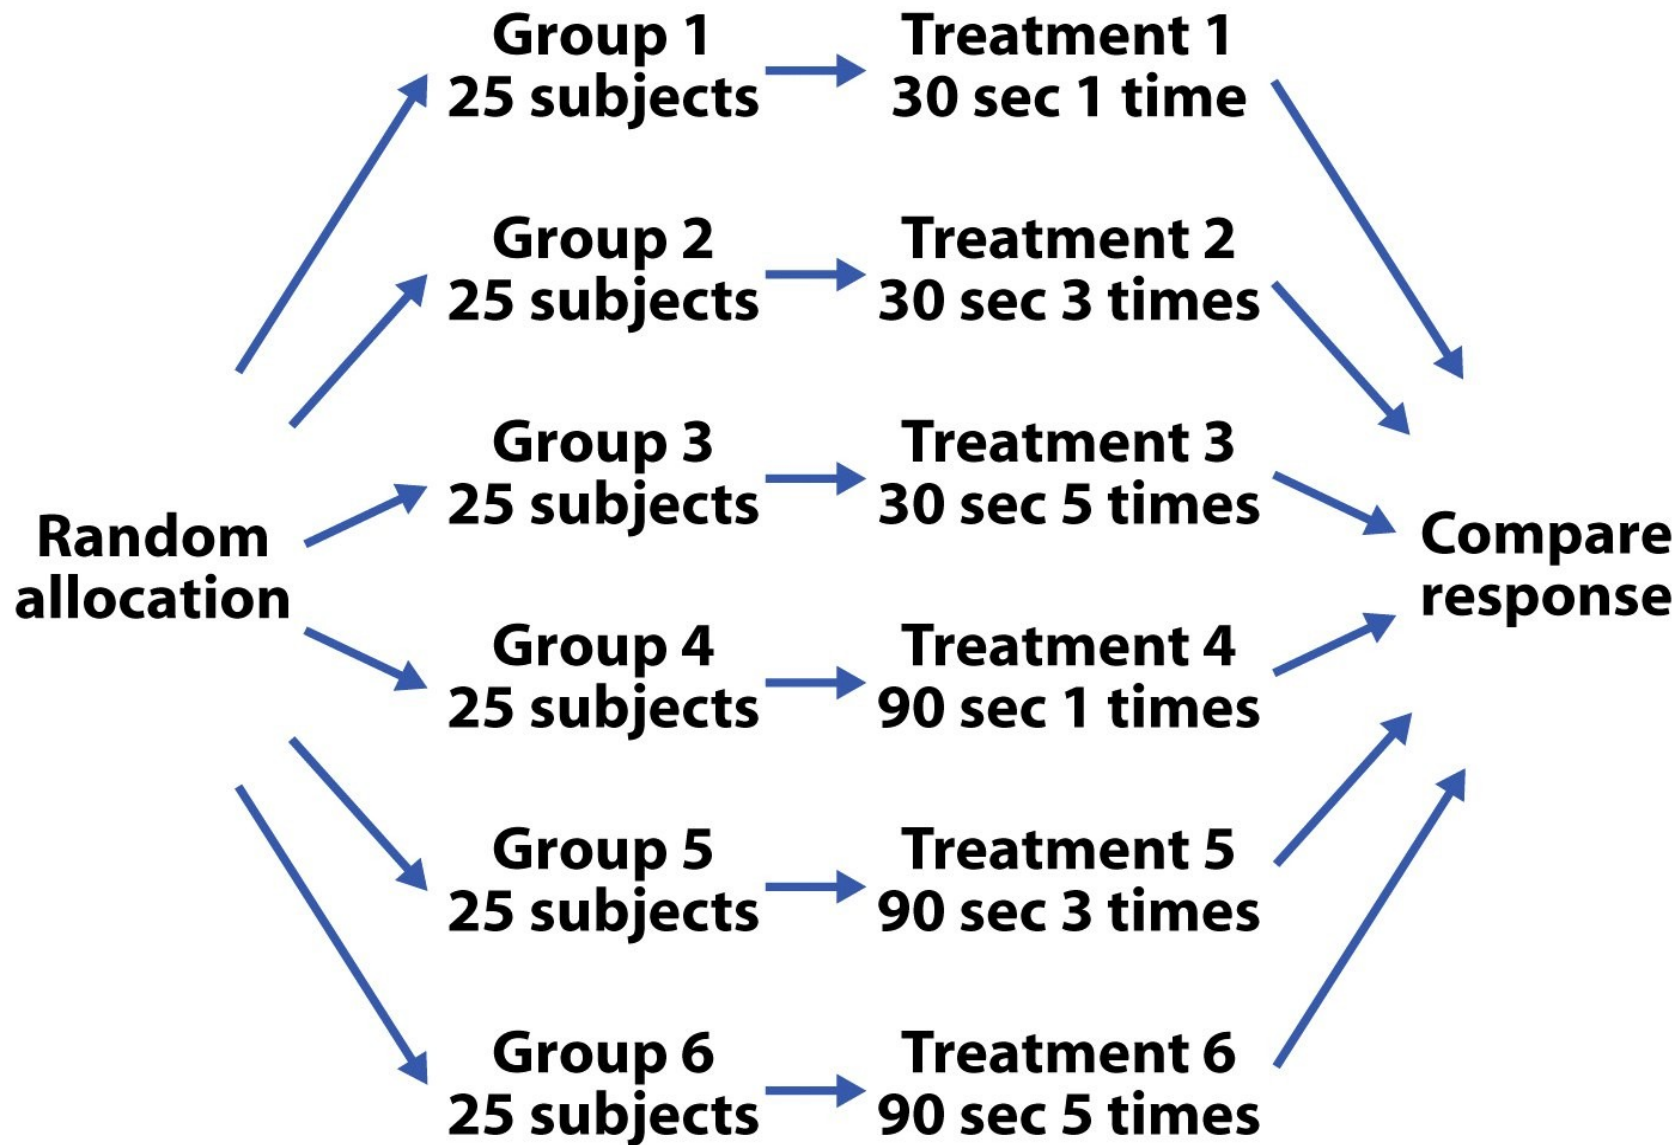 Random
allocation
Group 1
25 subjects
Treatment 1
30 sec 1 time
Group 2
25 subjects
Treatment 2
30 sec 3 times
Group 3
25 subjects
Treatment 3
30 sec 5 times
Group 4
25 subjects
Treatment 4
90 sec 1 times
Group 5
25 subjects
Treatment 5
90 sec 3 times
Group 6
25 subjects
Treatment 6
90 sec 5 times
Compare
response